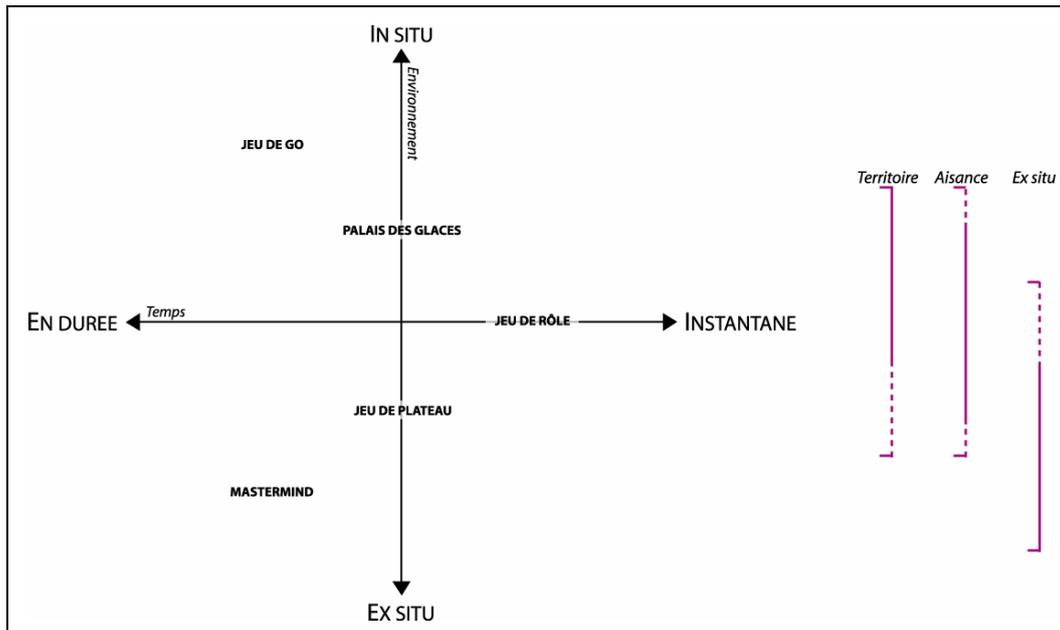 IN SITU
Environnement
JEU DE GO
Territoire Aisance Ex situ
PALAIS DES GLACES
Temps
EN DUREE
JEU DE RÔLE
INSTANTANE
JEU DE PLATEAU
MASTERMIND
EX SITU